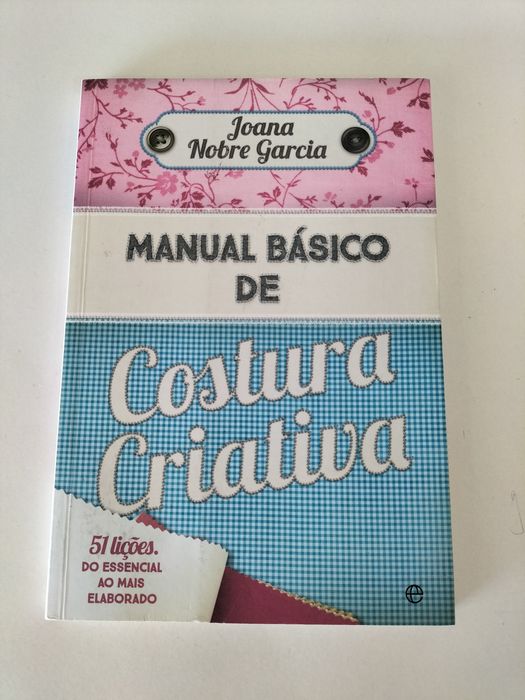 Joana
Nobre Garcia
MANUAL BÁSICO
DE
Costura
Criativa
51 lições.
DO ESSENCIAL
AO MAIS
ELABORADO